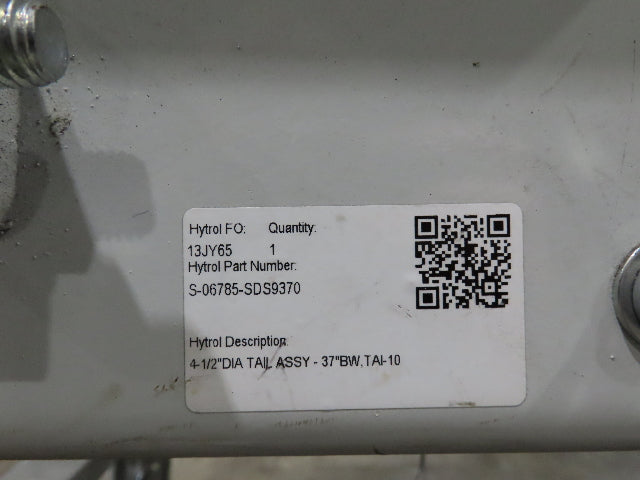 Hytrol FO: Quantity:
13JY65 1
Hytrol Part Number:
S-06785-SDS9370
Hytrol Description:
4-1/2"DIA TAIL ASSY - 37"BW,TAI-10